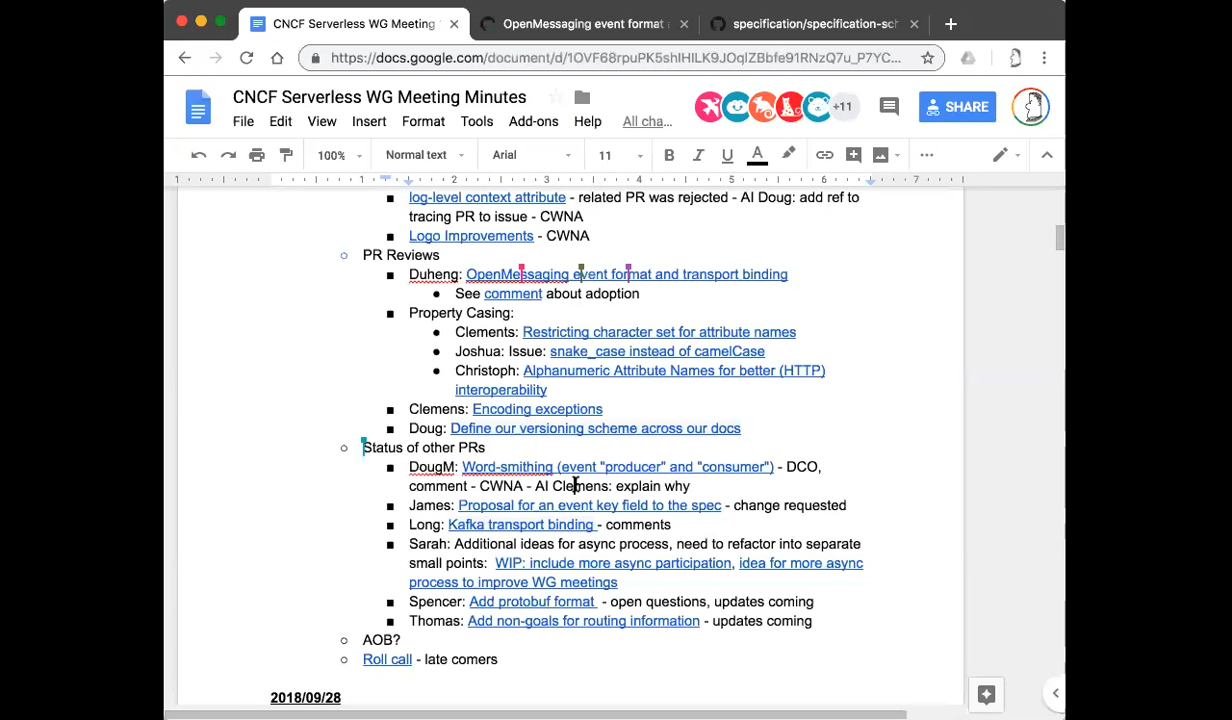 CNCF Serverless WG Meeting
OpenMessaging event format
specification/specification-sch
https://docs.google.com/document/d/1OVF68rpuPK5shIHILK9JOqlZBbfe91RNzQ7u_P7YC...
CNCF Serverless WG Meeting Minutes
+11
SHARE
File Edit View Insert Format Tools Add-ons Help All cha...
100% Normal text Arial 11 B I U A
1 1 2 3 4 5 6 7
log-level context attribute - related PR was rejected - AI Doug: add ref to
tracing PR to issue - CWNA
Logo Improvements - CWNA
PR Reviews
Duheng: OpenMessaging event format and transport binding
See comment about adoption
Property Casing:
Clements: Restricting character set for attribute names
Joshua: Issue: snake_case instead of camelCase
Christoph: Alphanumeric Attribute Names for better (HTTP)
interoperability
Clemens: Encoding exceptions
Doug: Define our versioning scheme across our docs
Status of other PRs
DougM: Word-smithing (event "producer" and "consumer") - DCO,
comment - CWNA - AI Clemens: explain why
James: Proposal for an event key field to the spec - change requested
Long: Kafka transport binding - comments
Sarah: Additional ideas for async process, need to refactor into separate
small points: WIP: include more async participation, idea for more async
process to improve WG meetings
Spencer: Add protobuf format - open questions, updates coming
Thomas: Add non-goals for routing information - updates coming
AOB?
Roll call - late comers
2018/09/28